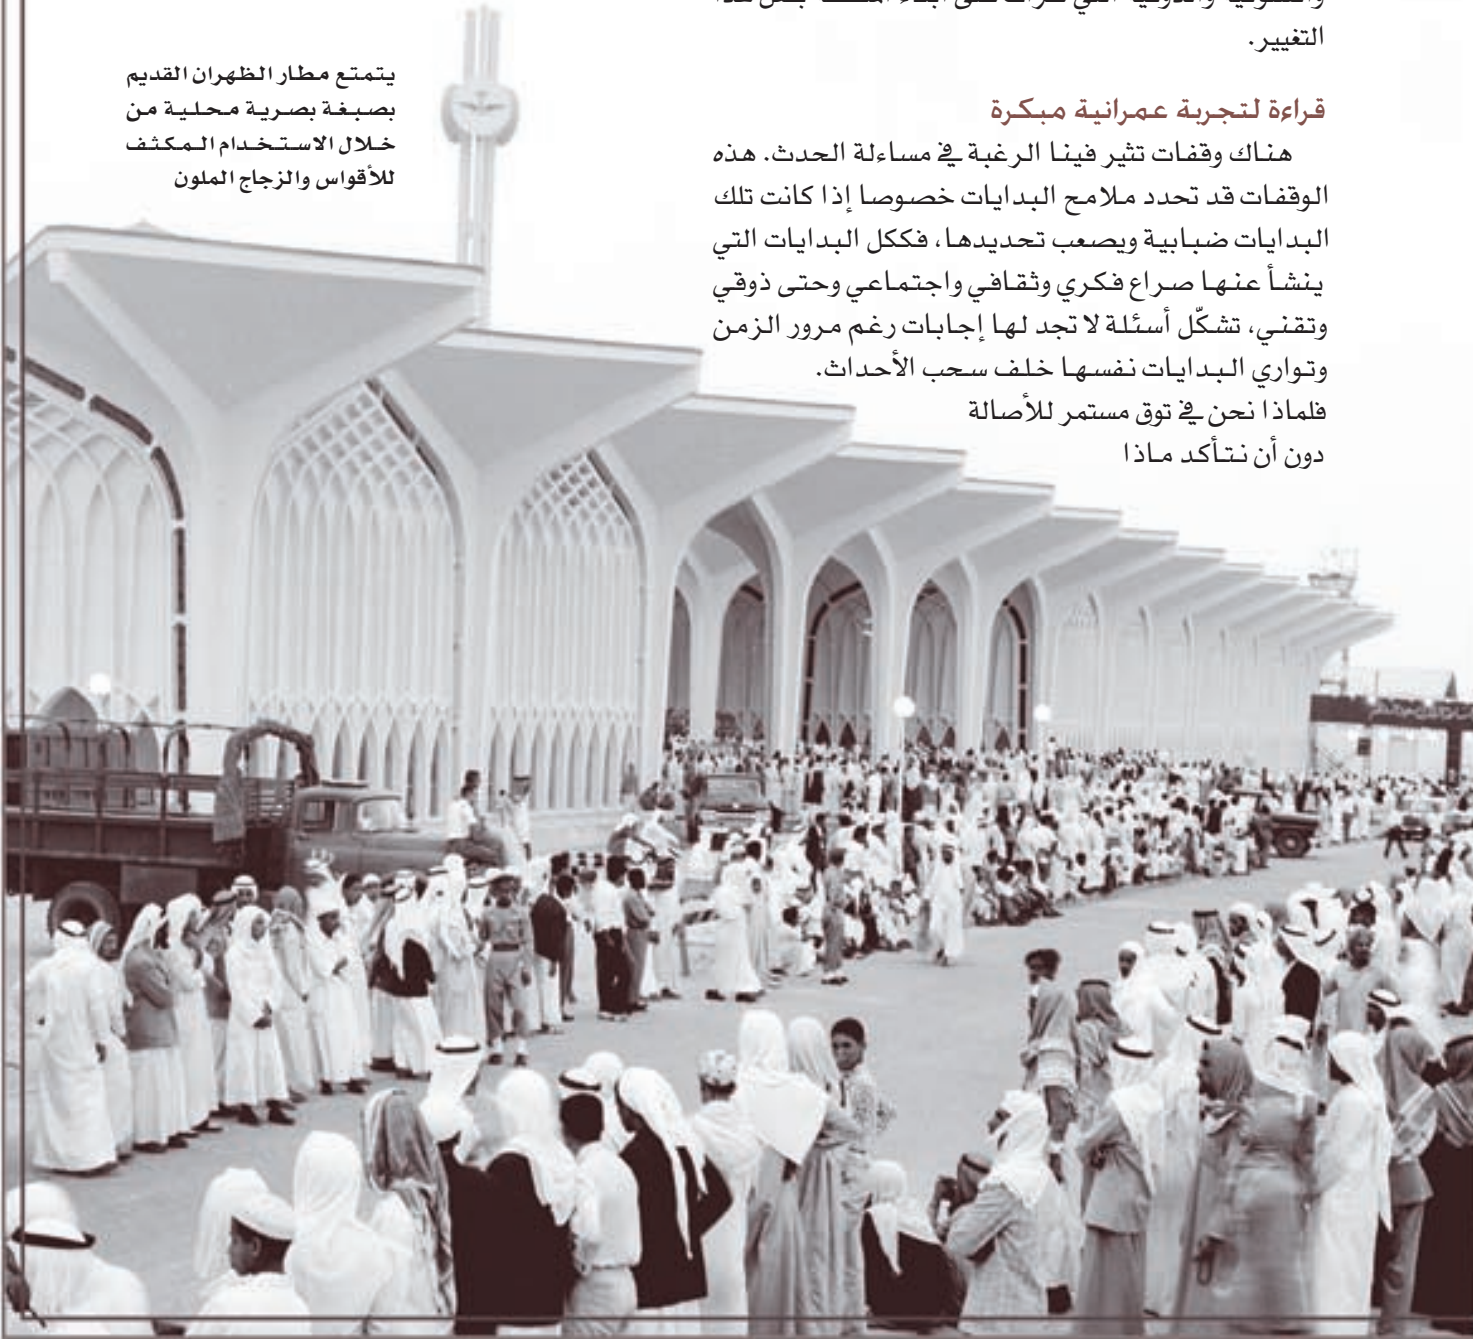 التغيير.
قراءة لتجربة عمرانية مبكرة
هناك وقفات تثير فينا الرغبة في مساءلة الحدث. هذه
الوقفات قد تحدد ملامح البدايات خصوصا إذا كانت تلك
البدايات ضبابية ويصعب تحديدها، فككل البدايات التي
ينشأ عنها صراع فكري وثقافي واجتماعي وحتى ذوقي
وتقني، تشكّل أسئلة لا تجد لها إجابات رغم مرور الزمن
وتواري البدايات نفسها خلف سحب الأحداث.
فلماذا نحن في توق مستمر للأصالة
دون أن نتأكد ماذا
يتمتع مطار الظهران القديم
بصبغة بصرية محلية من
خلال الاستخدام المكثف
للأقواس والزجاج الملون